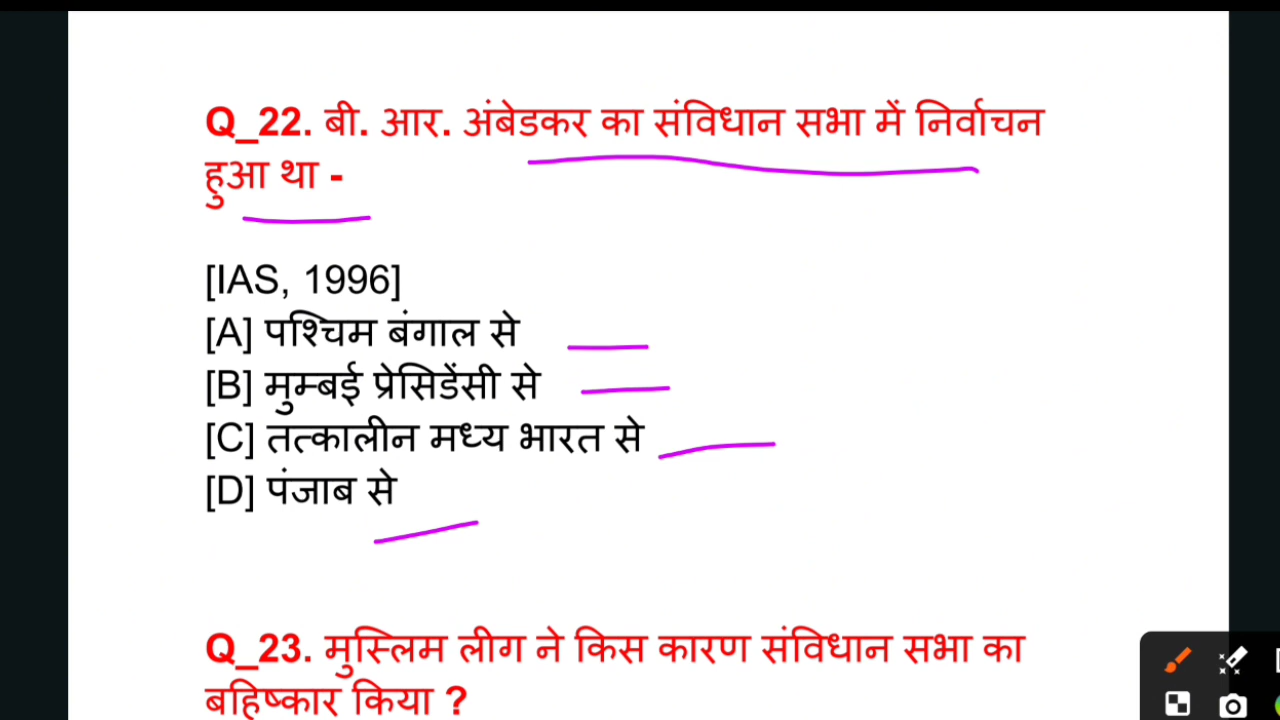 Q_22. बी. आर. अंबेडकर का संविधान सभा में निर्वाचन
हुआ था -
[IAS, 1996]
[A] पश्चिम बंगाल से
[B] मुम्बई प्रेसिडेंसी से
[C] तत्कालीन मध्य भारत से
[D] पंजाब से
Q_23. मुस्लिम लीग ने किस कारण संविधान सभा का
बहिष्कार किया ?